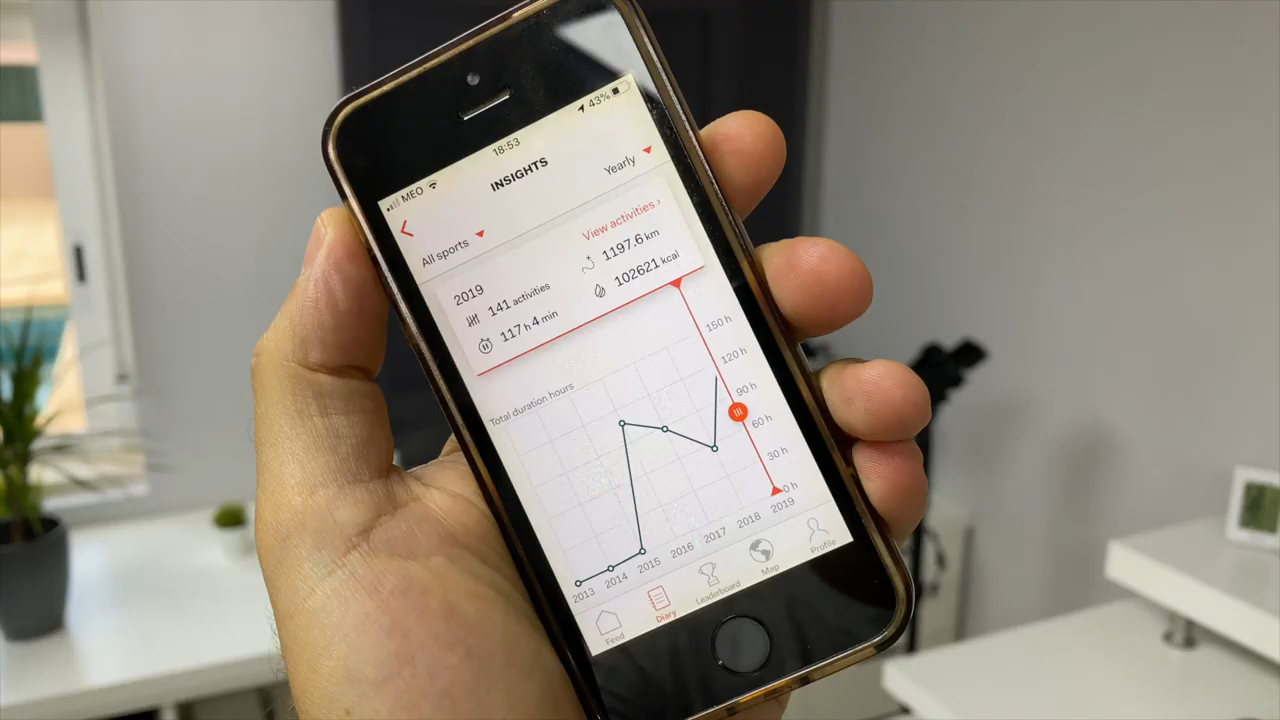 MEO 18:53 43%
INSIGHTS
All sports Yearly
2019 View activities ›
141 activities 1197.6 km
117 h 4 min 102621 kcal
Total duration hours
150 h
120 h
90 h
60 h
30 h
0 h
2013 2014 2015 2016 2017 2018 2019
Feed Diary Leaderboard Map Profile